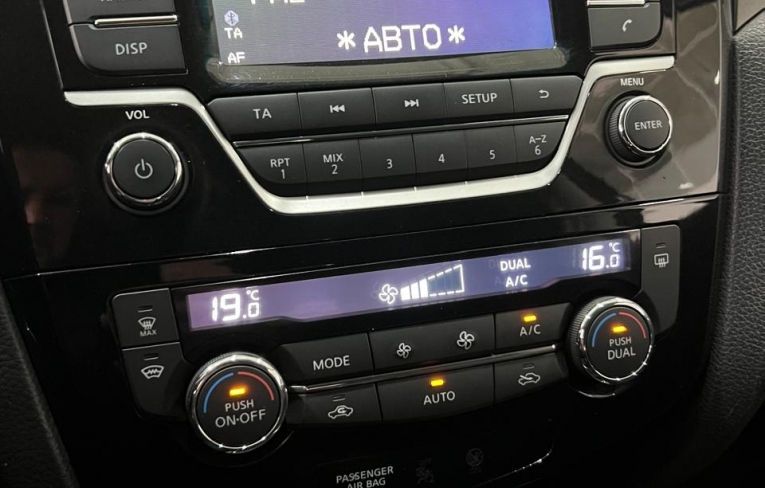 DISP
TA
AF
*АВТО*
VOL
TA
SETUP
MENU
ENTER
RPT
1
MIX
2
3
4
5
A-Z
6
19.0 °C
DUAL
A/C
16.0 °C
MAX
MODE
A/C
PUSH
DUAL
PUSH
ON·OFF
AUTO
PASSENGER
AIR BAG